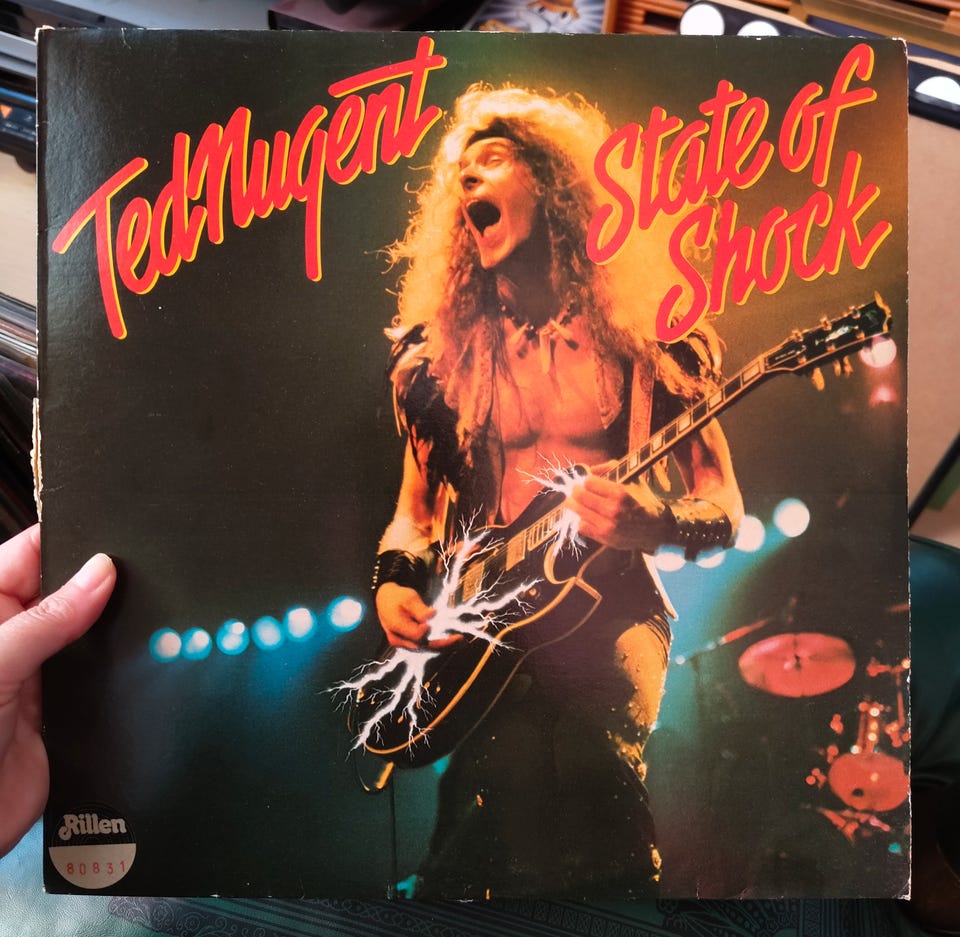 Ted Nugent
State of
Shock
Rillen
80831